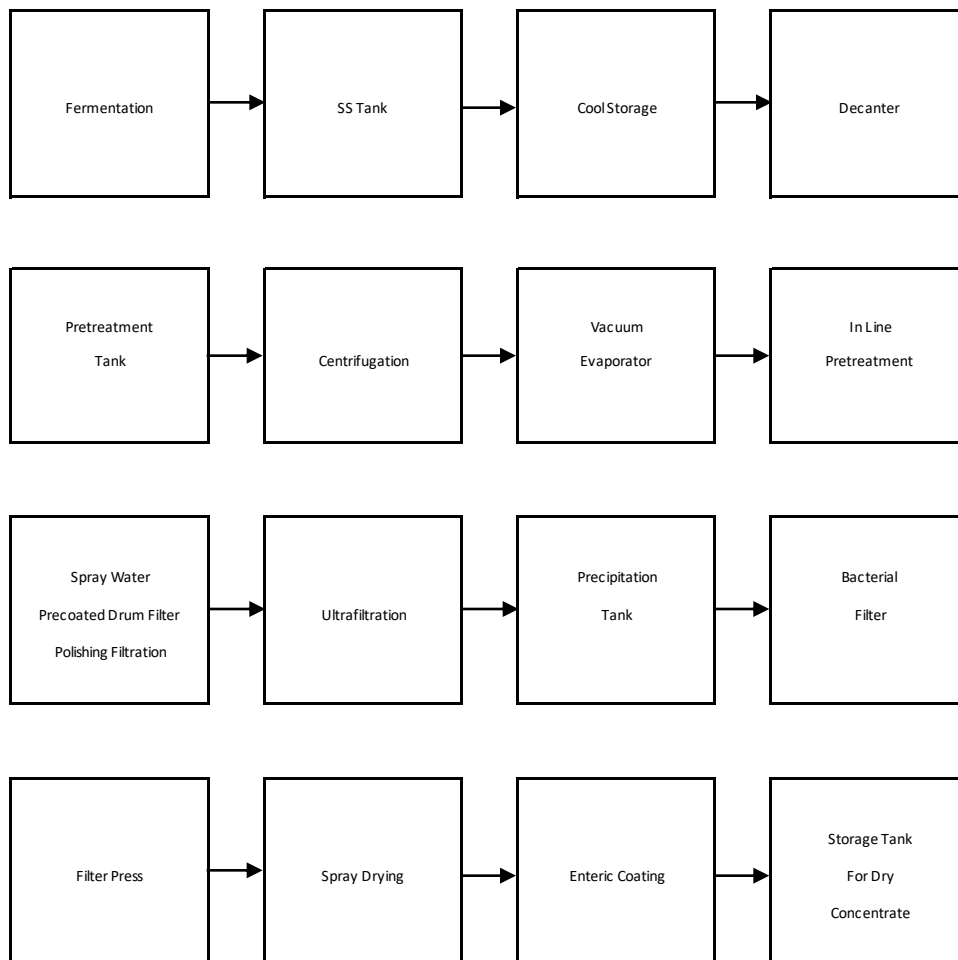 Fermentation
SS Tank
Cool Storage
Decanter
Pretreatment
Tank
Centrifugation
Vacuum
Evaporator
In Line
Pretreatment
Spray Water
Precoated Drum Filter
Polishing Filtration
Ultrafiltration
Precipitation
Tank
Bacterial
Filter
Filter Press
Spray Drying
Enteric Coating
Storage Tank
For Dry
Concentrate